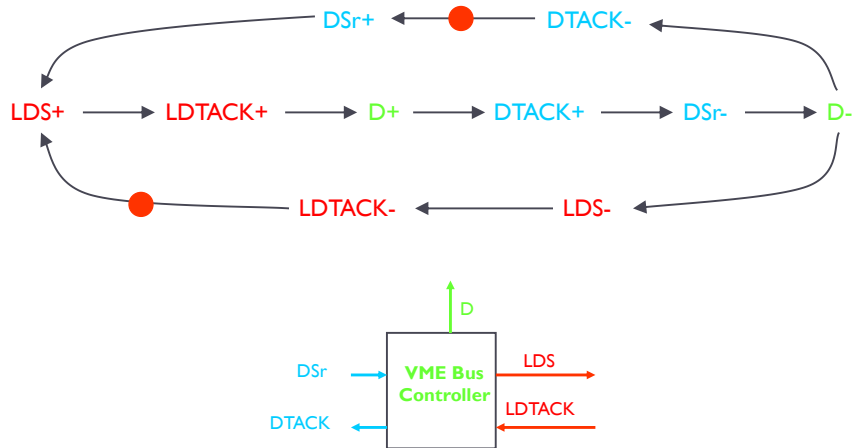 DSr+ DTACK-
LDS+ LDTACK+ D+ DTACK+ DSr- D-
LDTACK- LDS-
D
DSr
VME Bus
Controller
LDS
DTACK
LDTACK